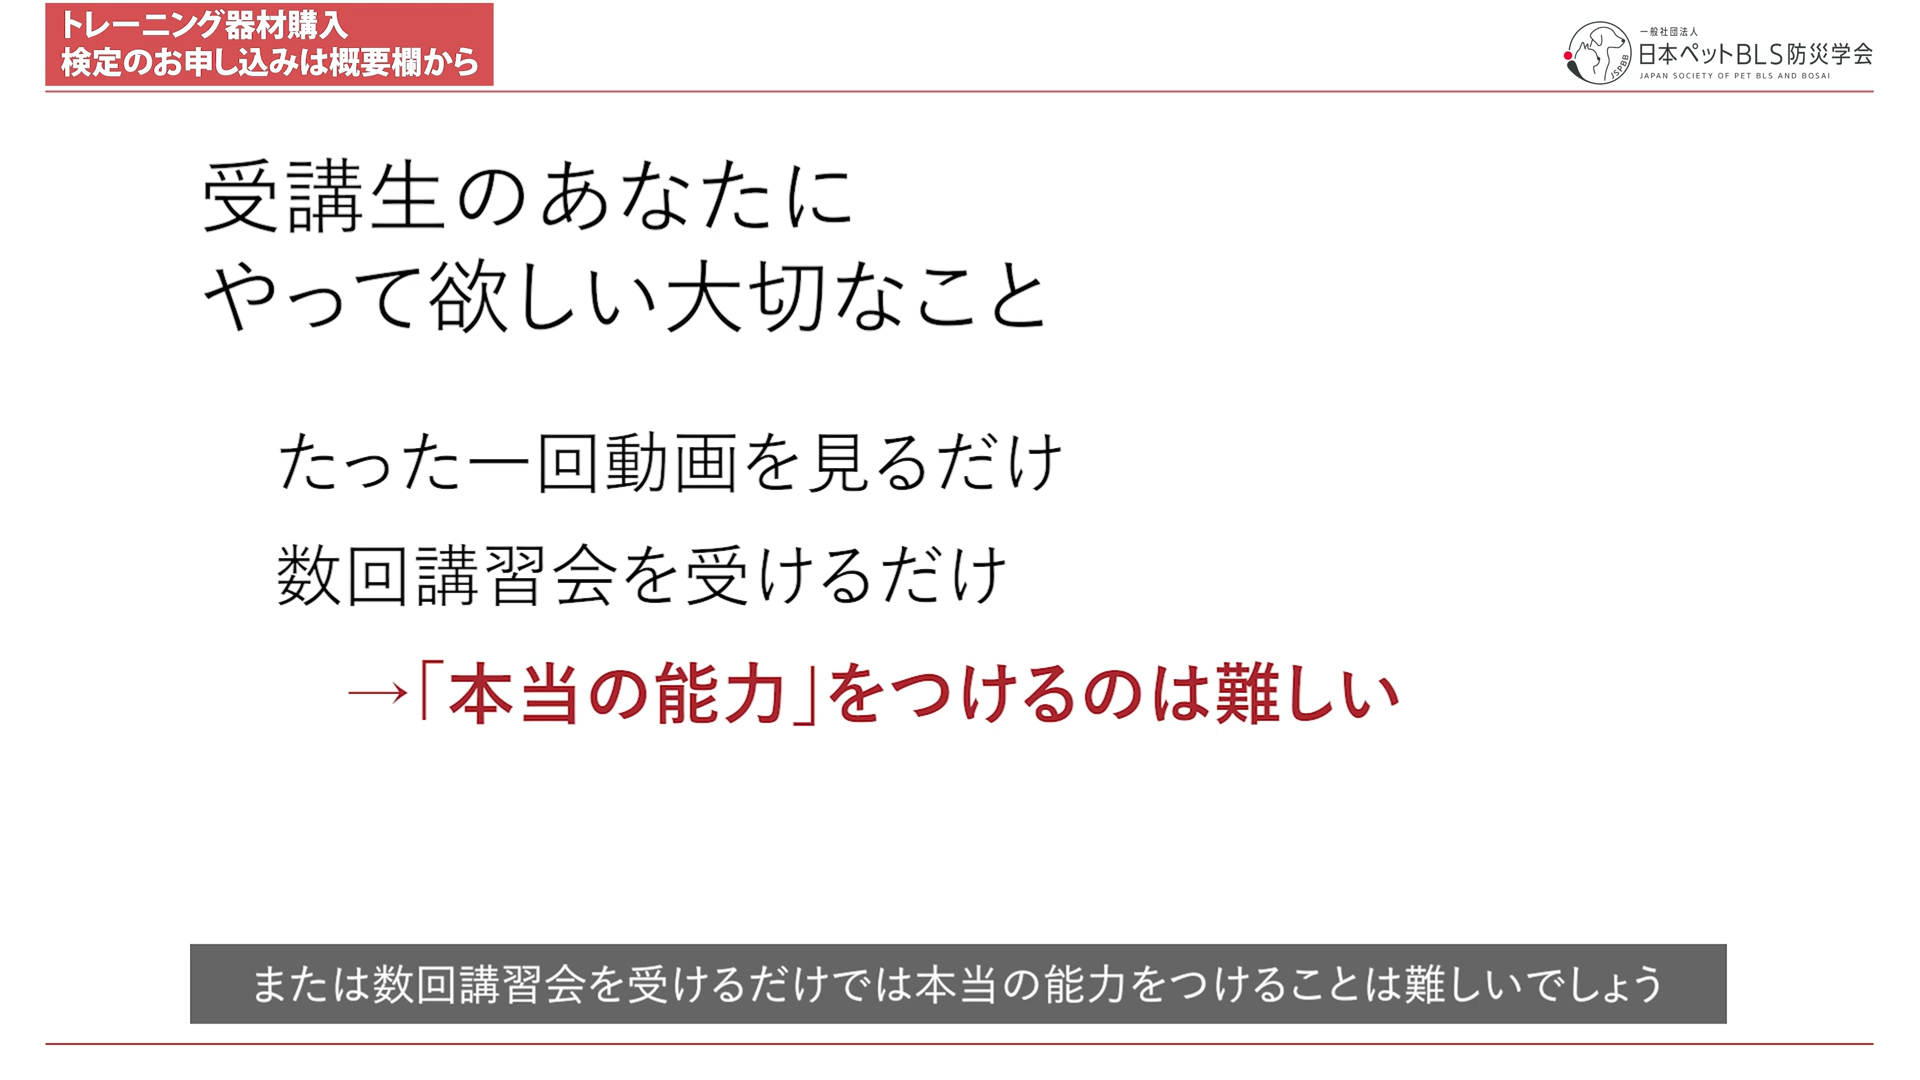 トレーニング器材購入
検定のお申し込みは概要欄から
一般社団法人
日本ペットBLS防災学会
JAPAN SOCIETY OF PET BLS AND BOSAI
JSPBB
受講生のあなたに
やって欲しい大切なこと
たった一回動画を見るだけ
数回講習会を受けるだけ
→「本当の能力」をつけるのは難しい
または数回講習会を受けるだけでは本当の能力をつけることは難しいでしょう